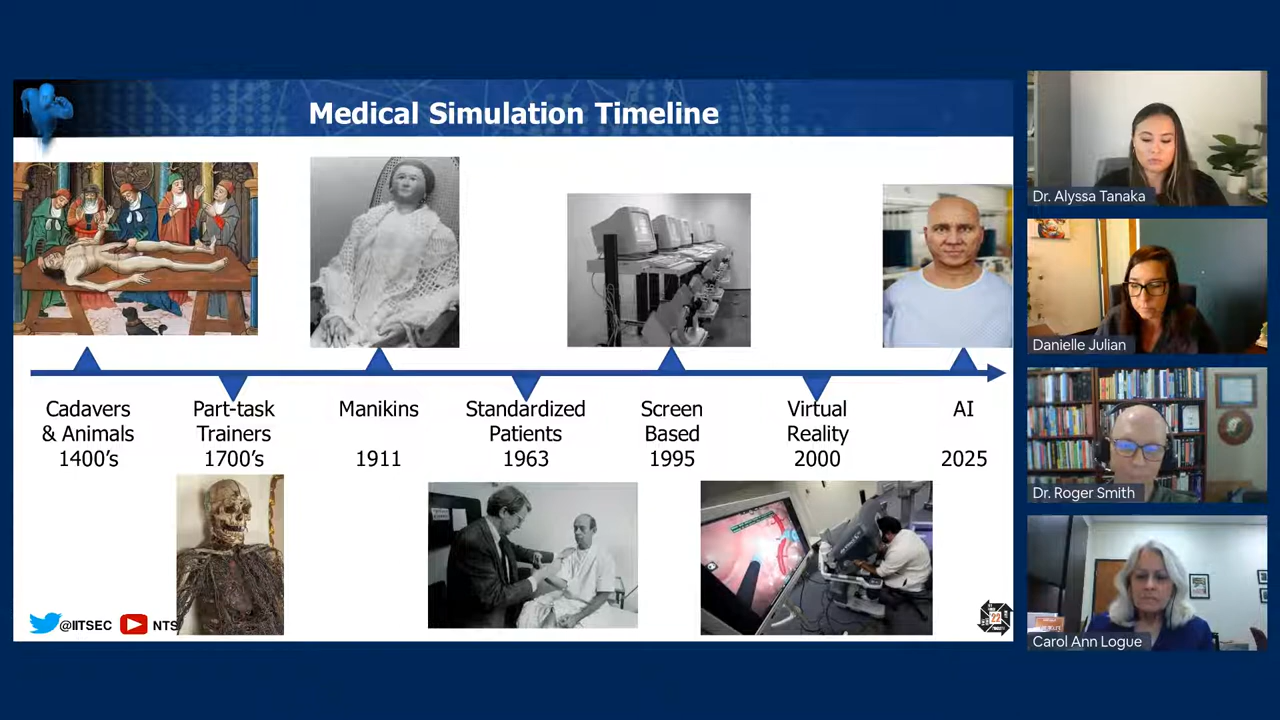 Medical Simulation Timeline
Cadavers
& Animals
1400's
Part-task
Trainers
1700's
Manikins
1911
Standardized
Patients
1963
Screen
Based
1995
Virtual
Reality
2000
AI
2025
@IITSEC
NTS
Dr. Alyssa Tanaka
Danielle Julian
Dr. Roger Smith
Carol Ann Logue